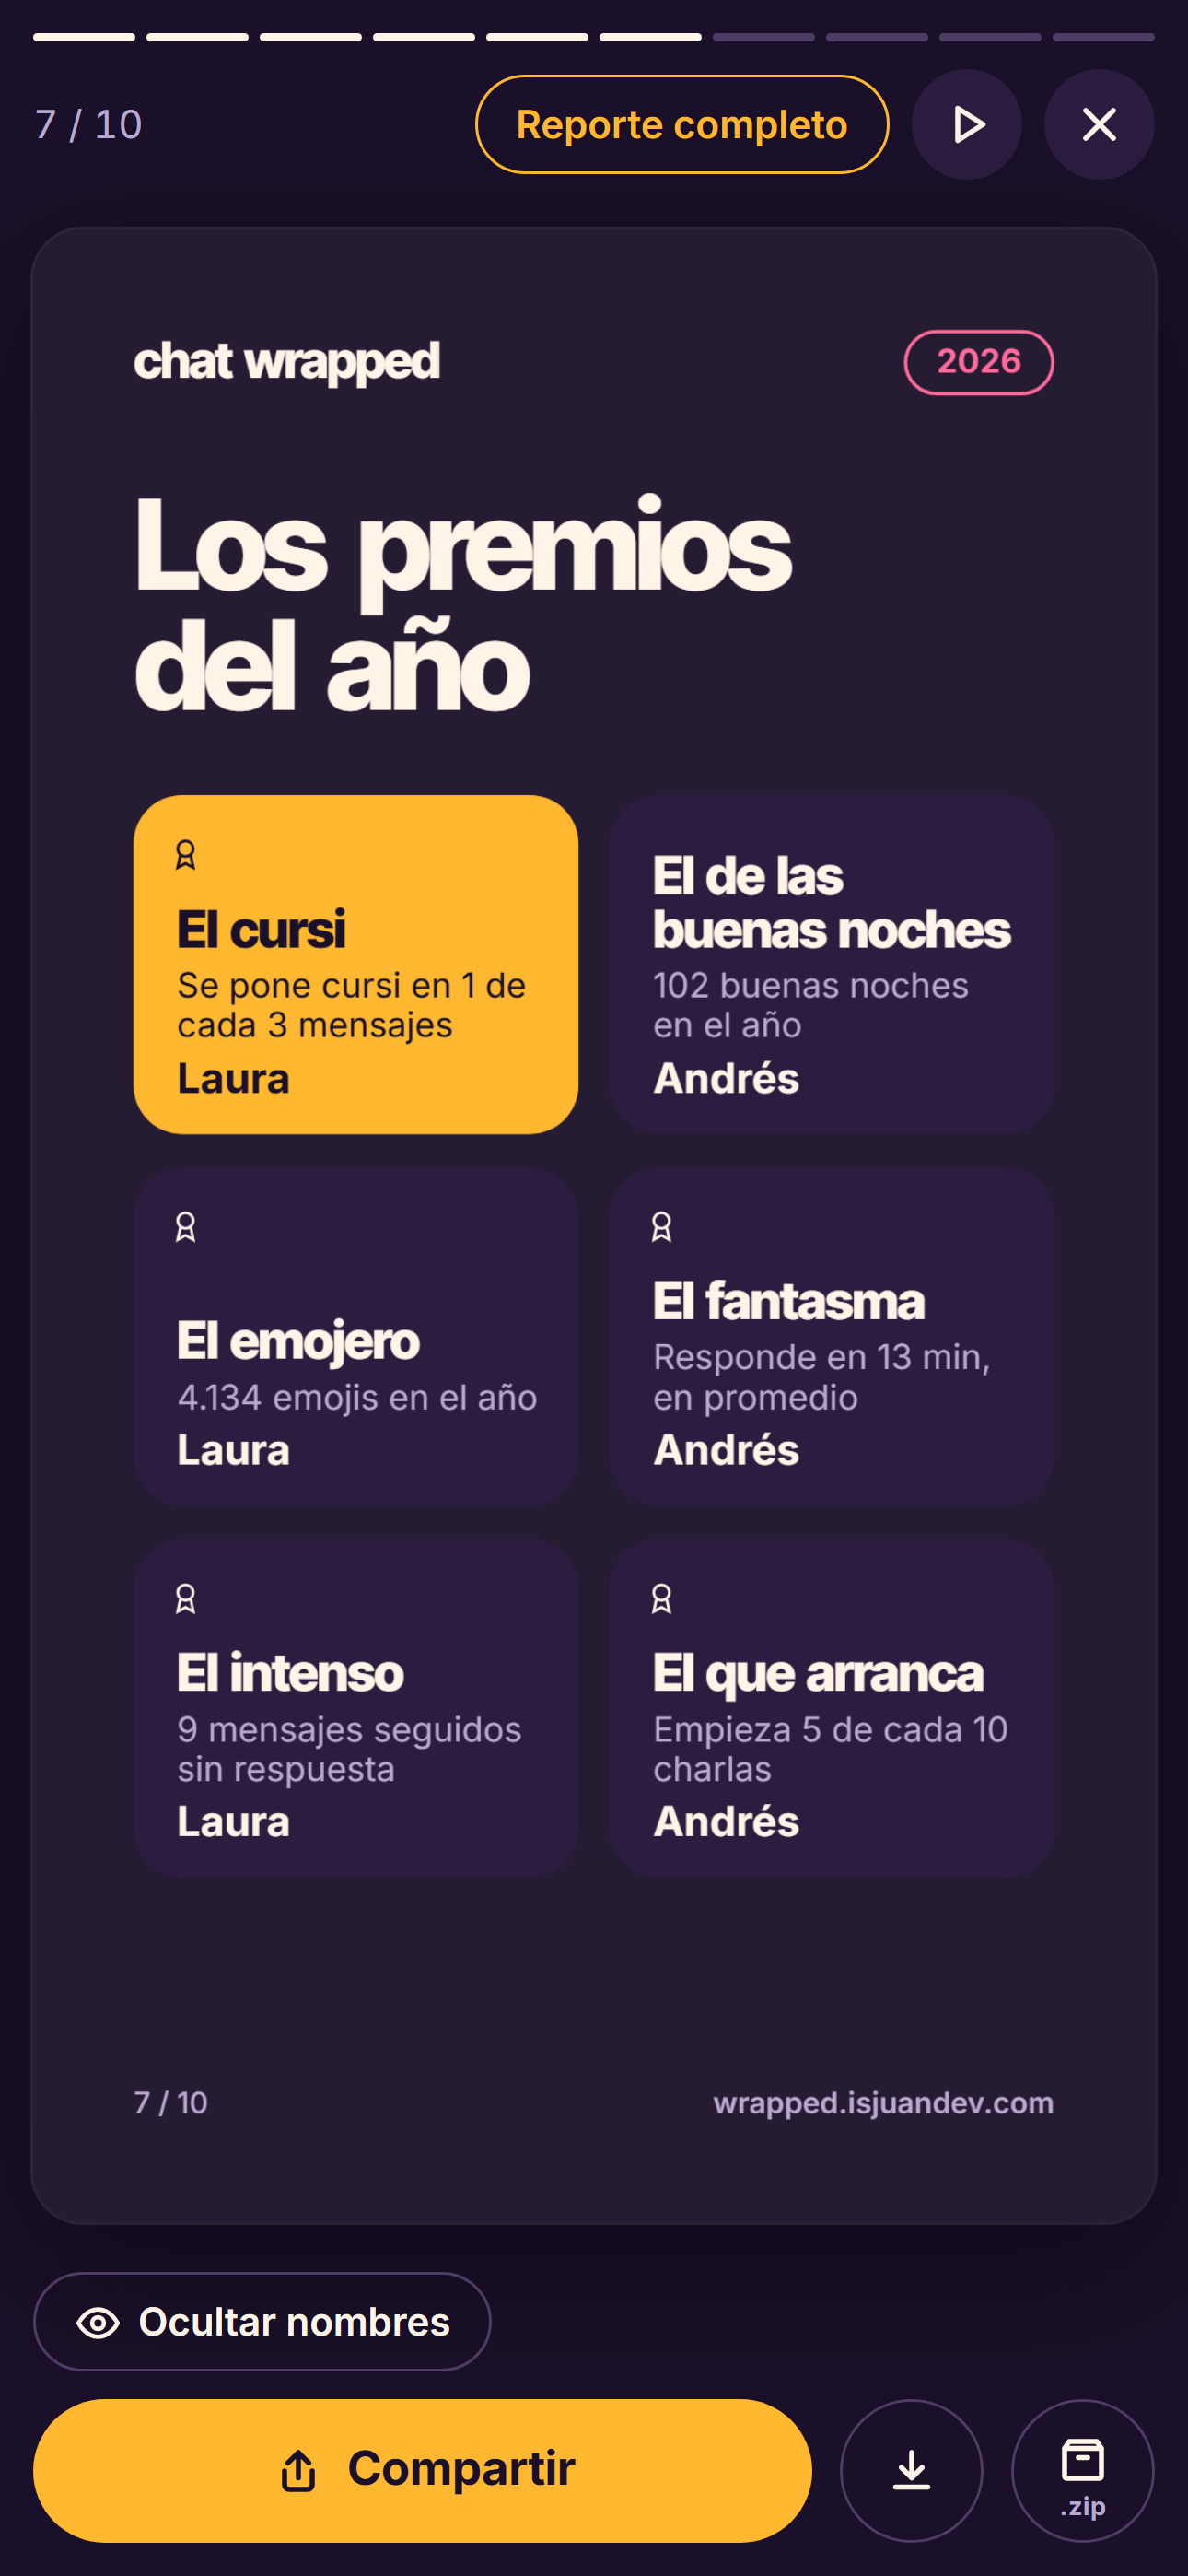 7 / 10
Reporte completo
chat wrapped
2026
Los premios
del año
El cursi
Se pone cursi en 1 de
cada 3 mensajes
Laura
El de las
buenas noches
102 buenas noches
en el año
Andrés
El emojero
4.134 emojis en el año
Laura
El fantasma
Responde en 13 min,
en promedio
Andrés
El intenso
9 mensajes seguidos
sin respuesta
Laura
El que arranca
Empieza 5 de cada 10
charlas
Andrés
7 / 10
wrapped.isjuandev.com
Ocultar nombres
Compartir
.zip